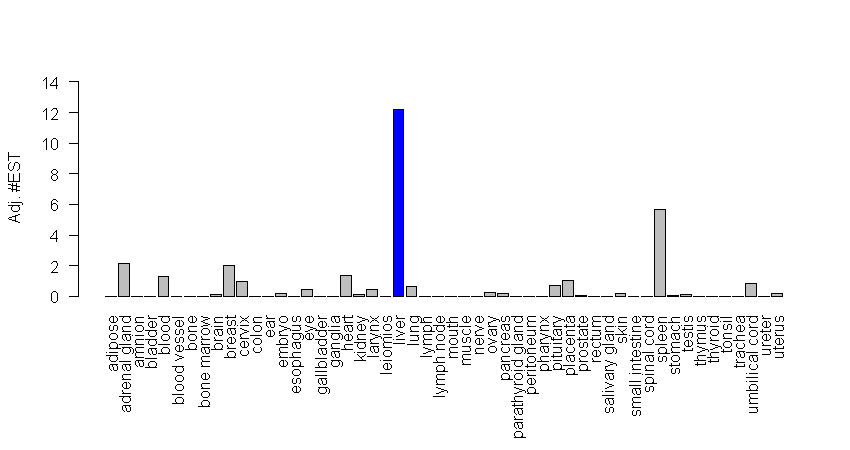 14
12
10
8
6
4
2
0
Adj. #EST
adipose
adrenal gland
amnion
bladder
blood
blood vessel
bone
bone marrow
brain
breast
cervix
colon
ear
embryo
esophagus
eye
gallbladder
ganglia
heart
kidney
larynx
leiomios
liver
lung
lymph
lymph node
mouth
muscle
nerve
ovary
pancreas
parathyroid gland
peritoneum
pharynx
pituitary
placenta
prostate
rectum
salivary gland
skin
small intestine
spinal cord
spleen
stomach
testis
thymus
thyroid
tonsil
trachea
umbilical cord
ureter
uterus